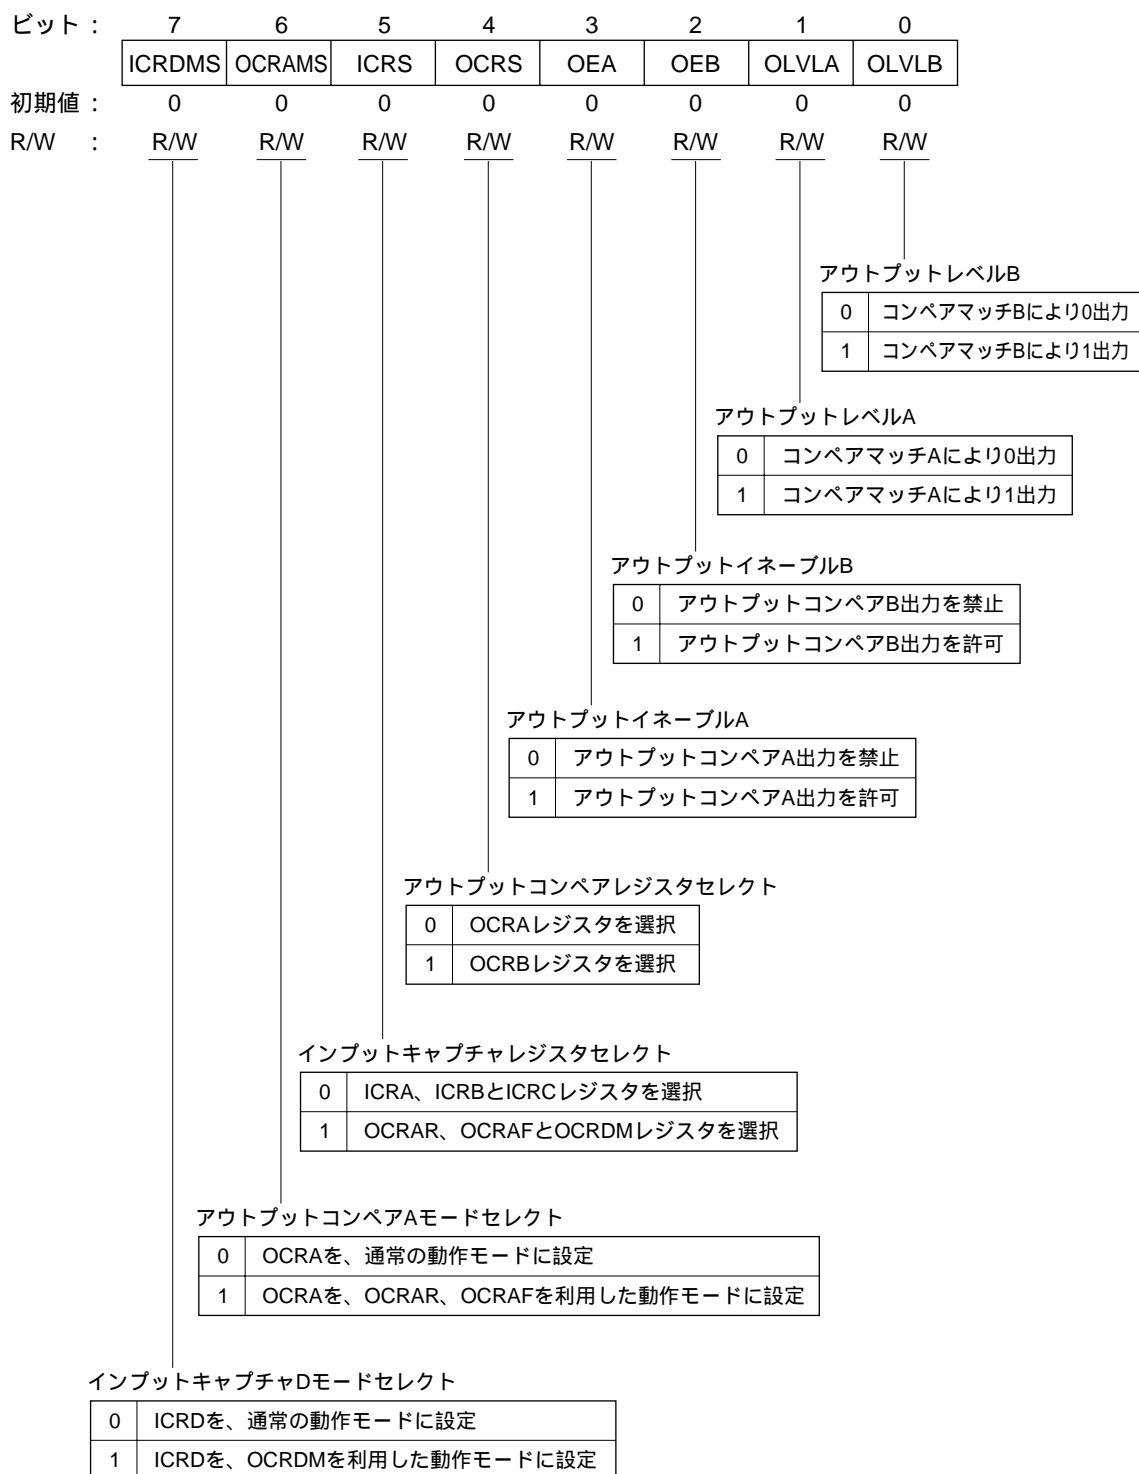 ビット : 7 6 5 4 3 2 1 0
ICRDMS OCRAMS ICRS OCRS OEA OEB OLVLA OLVLB
初期値 : 0 0 0 0 0 0 0 0
R/W : R/W R/W R/W R/W R/W R/W R/W R/W
アウトプットレベルB
0 コンペアマッチBにより0出力
1 コンペアマッチBにより1出力
アウトプットレベルA
0 コンペアマッチAにより0出力
1 コンペアマッチAにより1出力
アウトプットイネーブルB
0 アウトプットコンペアB出力を禁止
1 アウトプットコンペアB出力を許可
アウトプットイネーブルA
0 アウトプットコンペアA出力を禁止
1 アウトプットコンペアA出力を許可
アウトプットコンペアレジスタセレクト
0 OCRAレジスタを選択
1 OCRBレジスタを選択
インプットキャプチャレジスタセレクト
0 ICRA、ICRBとICRCレジスタを選択
1 OCRAR、OCRAFとOCRDMレジスタを選択
アウトプットコンペアAモードセレクト
0 OCRAを、通常の動作モードに設定
1 OCRAを、OCRAR、OCRAFを利用した動作モードに設定
インプットキャプチャDモードセレクト
0 ICRDを、通常の動作モードに設定
1 ICRDを、OCRDMを利用した動作モードに設定